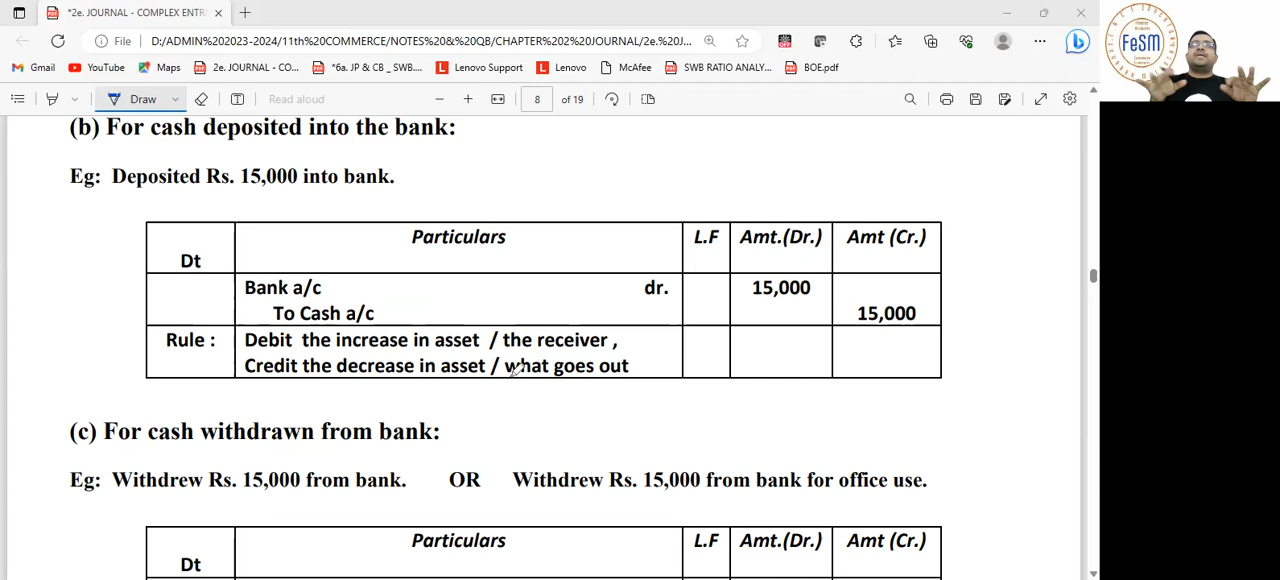 *2e. JOURNAL - COMPLEX ENTR
File
D:/ADMIN%202023-2024/11th%20COMMERCE/NOTES%20&%20QB/CHAPTER%202%20JOURNAL/2e.%20J...
Gmail
YouTube
Maps
2e. JOURNAL - CO...
*6a. JP & SB _ SWB....
Lenovo Support
Lenovo
McAfee
SWB RATIO ANALY...
BOE.pdf
Draw
Read aloud
8 of 19
FeSM
(b) For cash deposited into the bank:
Eg: Deposited Rs. 15,000 into bank.
Dt Particulars L.F Amt.(Dr.) Amt (Cr.)
Bank a/c dr. 15,000
To Cash a/c 15,000
Rule : Debit the increase in asset / the receiver ,
Credit the decrease in asset / what goes out
(c) For cash withdrawn from bank:
Eg: Withdrew Rs. 15,000 from bank. OR Withdrew Rs. 15,000 from bank for office use.
Dt Particulars L.F Amt.(Dr.) Amt (Cr.)